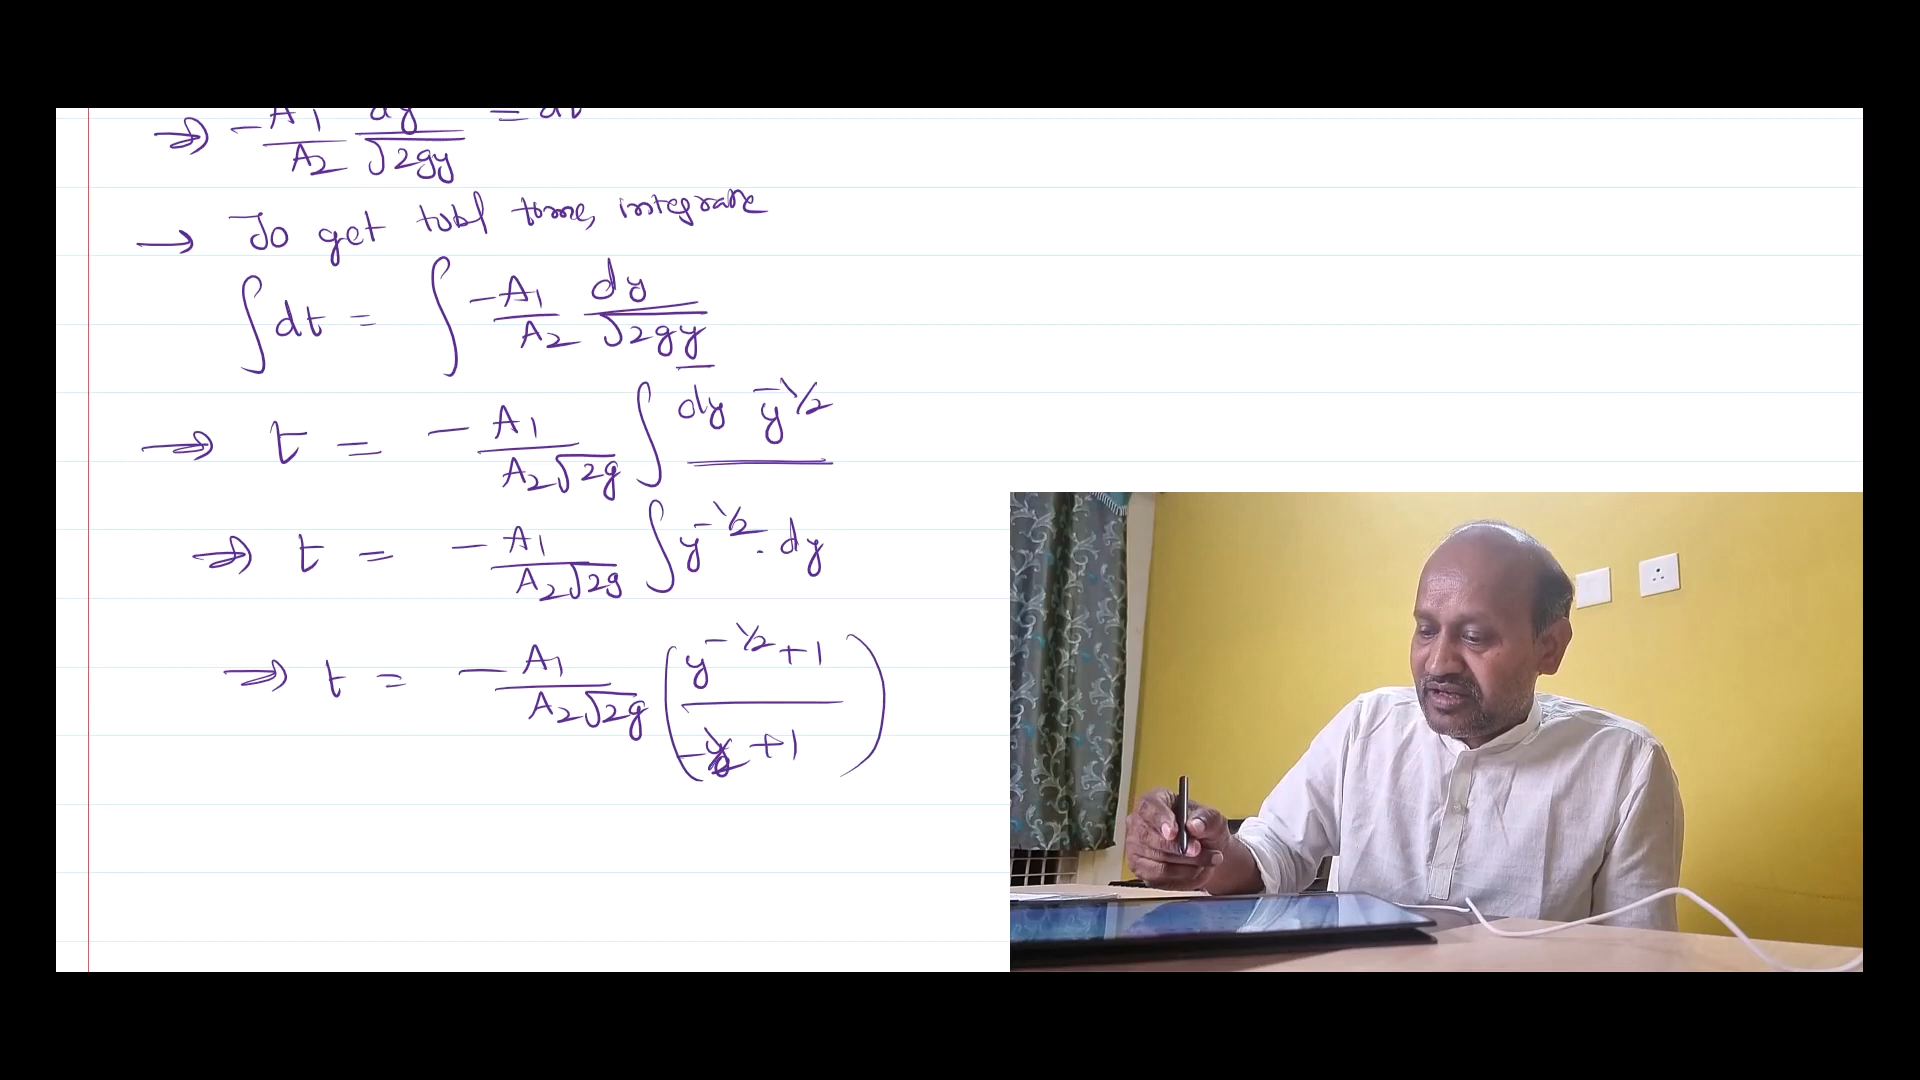 ⇒ -A1/A2 dy/√2gy = dt
→ To get total time, integrate
∫dt = ∫ -A1/A2 dy/√2gy
⇒ t = -A1/A2√2g ∫ dy y^-1/2
⇒ t = -A1/A2√2g ∫ y^-1/2 . dy
⇒ t = -A1/A2√2g (y^-1/2+1 / -1/2+1)